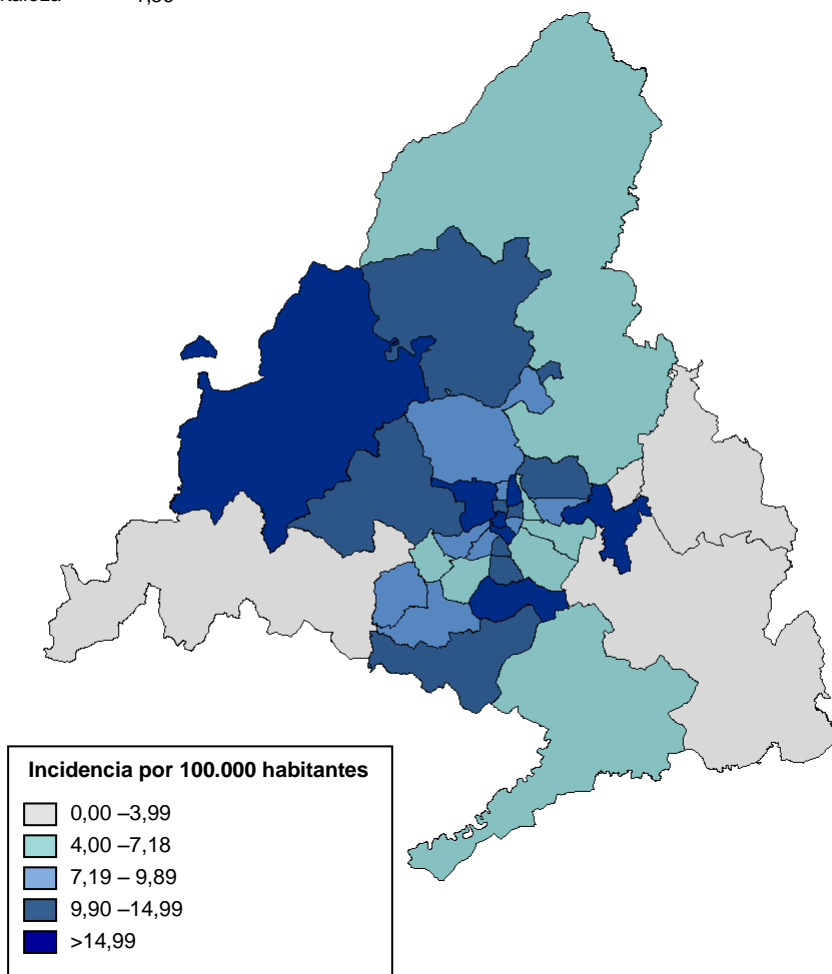 Incidencia por 100.000 habitantes
0,00 –3,99
4,00 –7,18
7,19 – 9,89
9,90 –14,99
>14,99